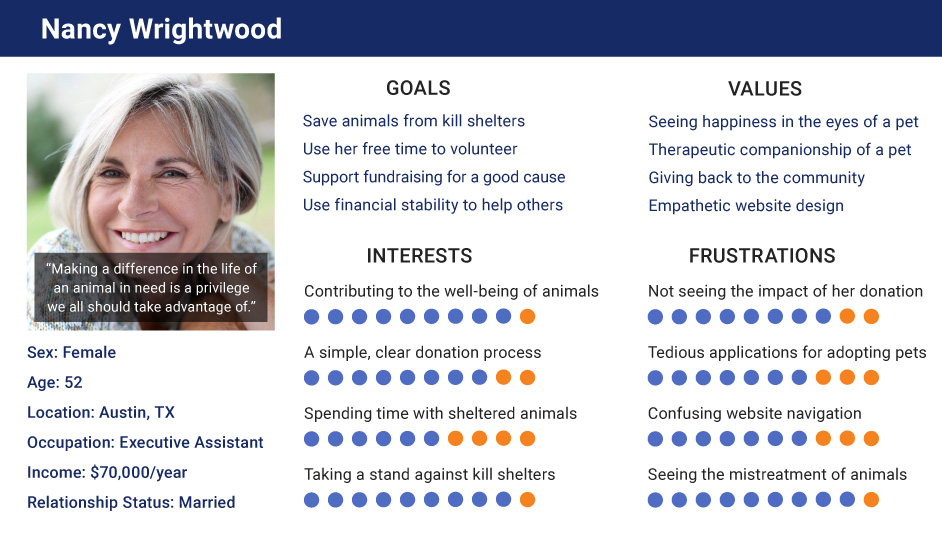 Nancy Wrightwood
“Making a difference in the life of
an animal in need is a privilege
we all should take advantage of.”
Sex: Female
Age: 52
Location: Austin, TX
Occupation: Executive Assistant
Income: $70,000/year
Relationship Status: Married
GOALS
Save animals from kill shelters
Use her free time to volunteer
Support fundraising for a good cause
Use financial stability to help others
INTERESTS
Contributing to the well-being of animals
A simple, clear donation process
Spending time with sheltered animals
Taking a stand against kill shelters
VALUES
Seeing happiness in the eyes of a pet
Therapeutic companionship of a pet
Giving back to the community
Empathetic website design
FRUSTRATIONS
Not seeing the impact of her donation
Tedious applications for adopting pets
Confusing website navigation
Seeing the mistreatment of animals